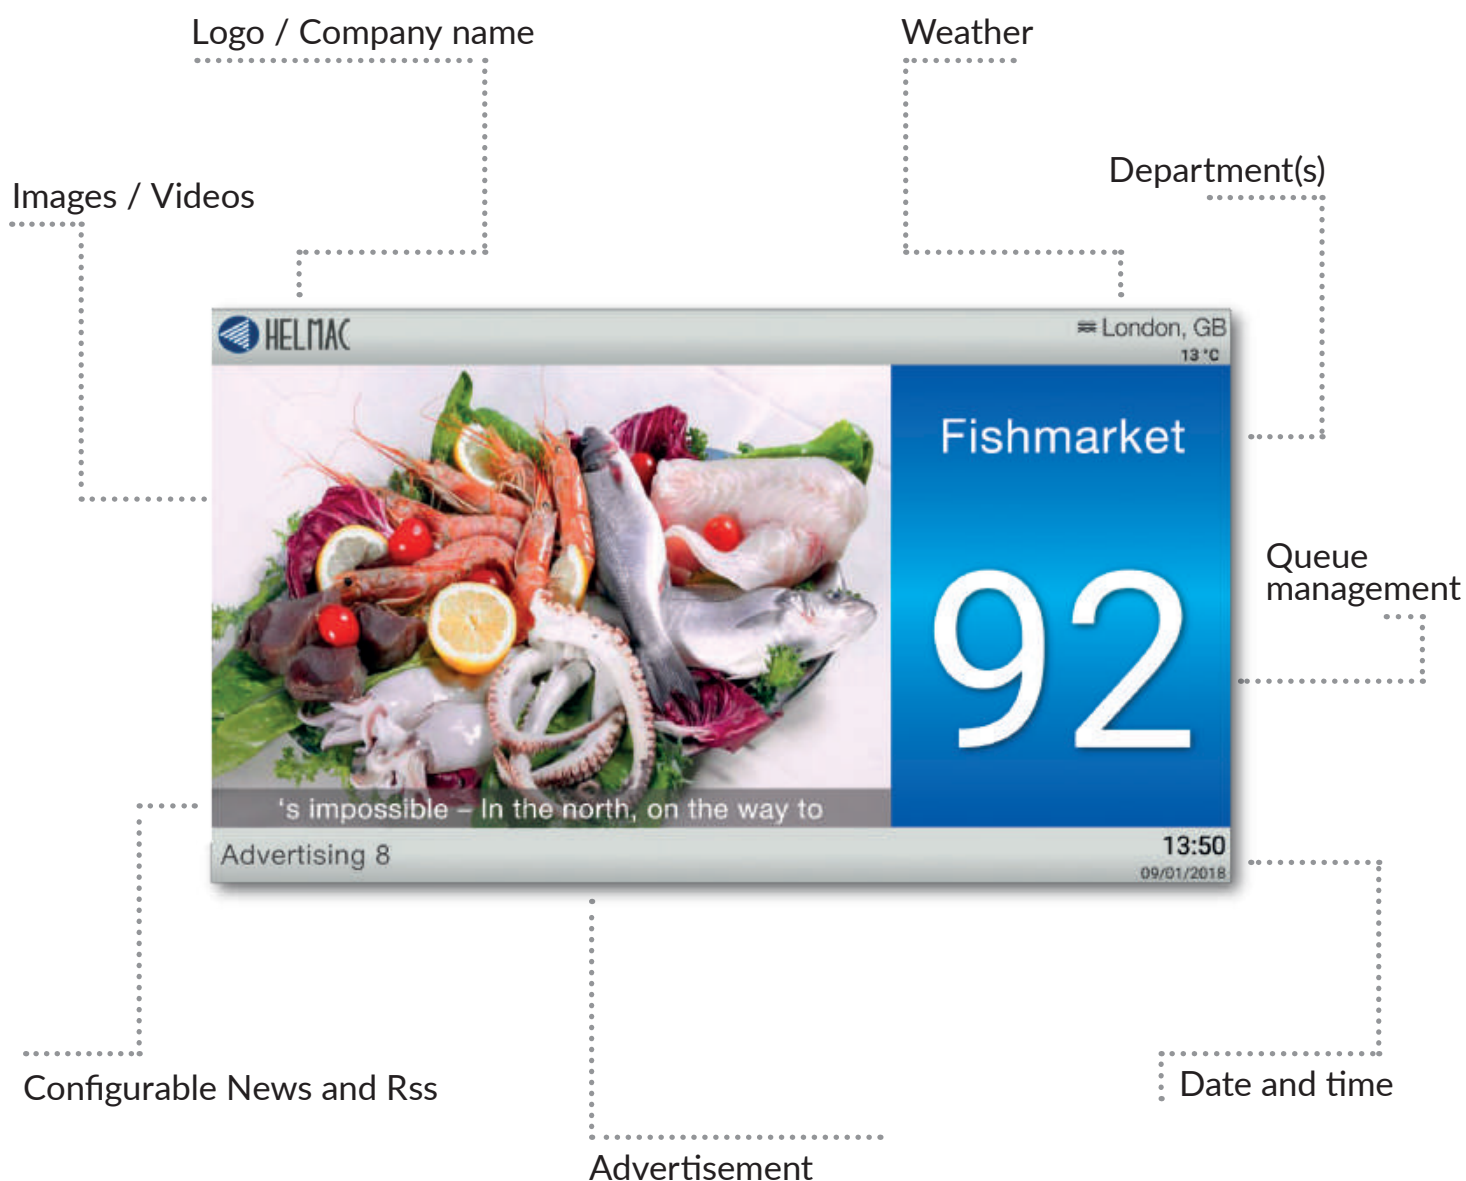 Logo / Company name
Weather
Department(s)
Images / Videos
HELMAC
London, GB
13 °C
Fishmarket
Queue
management
92
's impossible – In the north, on the way to
Advertising 8
13:50
09/01/2018
Configurable News and Rss
Date and time
Advertisement